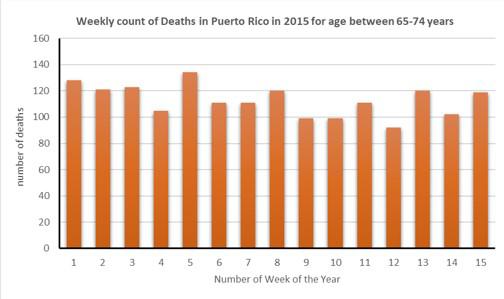 Weekly count of Deaths in Puerto Rico in 2015 for age between 65-74 years
160
140
120
100
80
60
40
20
0
number of deaths
1 2 3 4 5 6 7 8 9 10 11 12 13 14 15
Number of Week of the Year